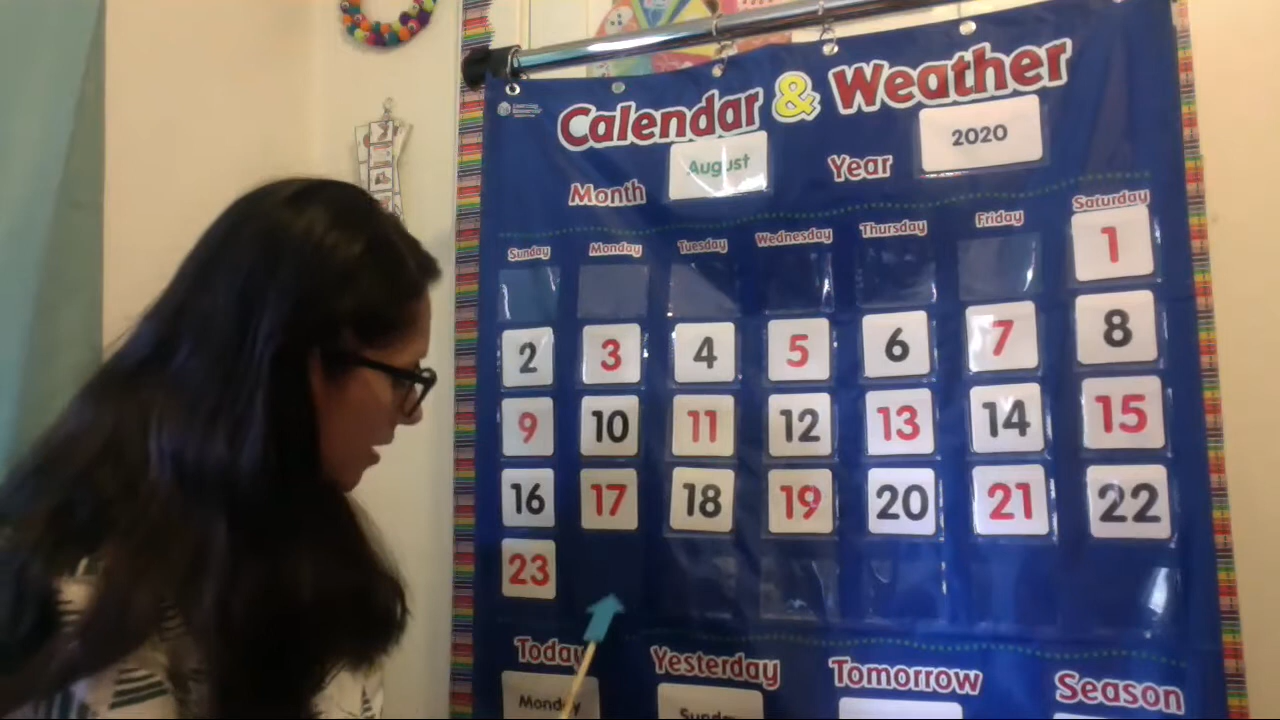 Calendar & Weather
Month August Year 2020
Sunday Monday Tuesday Wednesday Thursday Friday Saturday
1
2 3 4 5 6 7 8
9 10 11 12 13 14 15
16 17 18 19 20 21 22
23
Today Yesterday Tomorrow Season
Monday